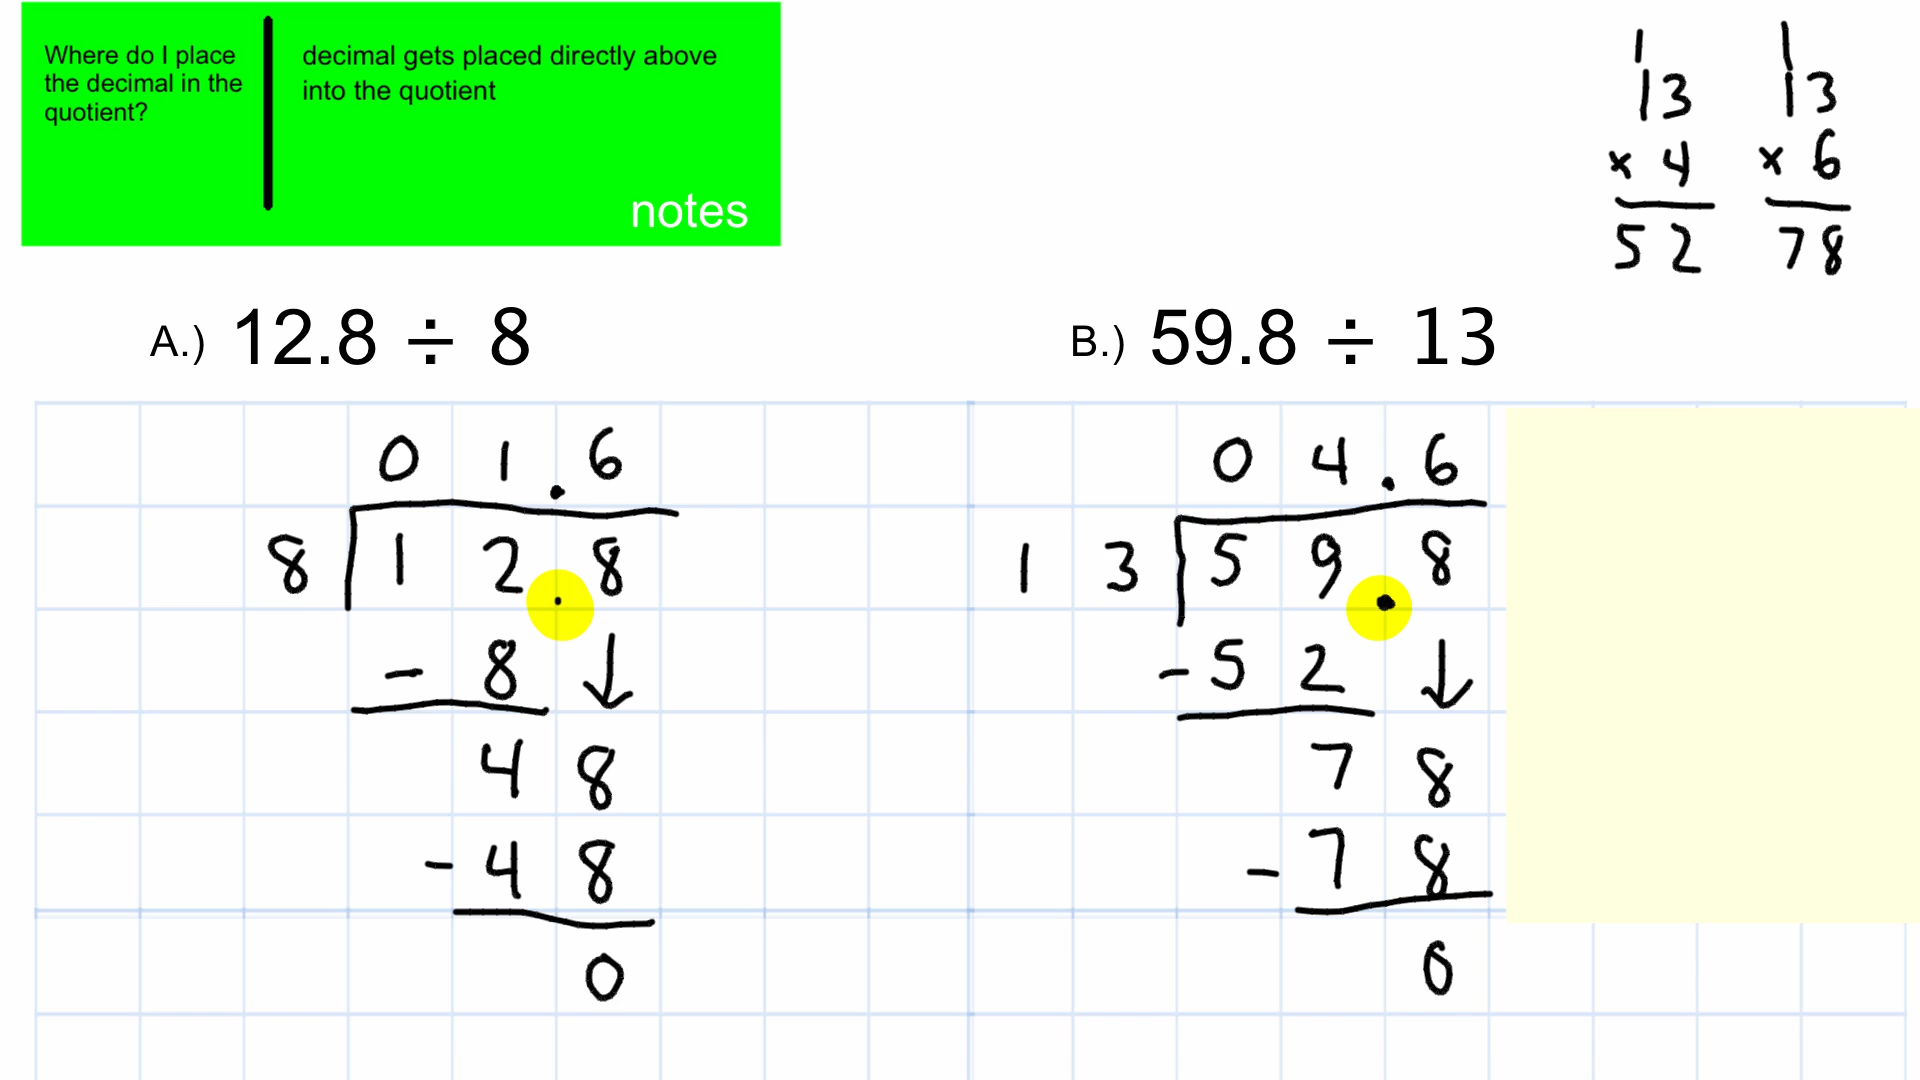 Where do I place
the decimal in the
quotient?
decimal gets placed directly above
into the quotient
notes
1
13
× 4
52
1
13
× 6
78
A.) 12.8 ÷ 8
0 1.6
8 1 2.8
- 8 ↓
4 8
- 4 8
0
B.) 59.8 ÷ 13
0 4.6
1 3 5 9.8
- 5 2 ↓
7 8
- 7 8
0